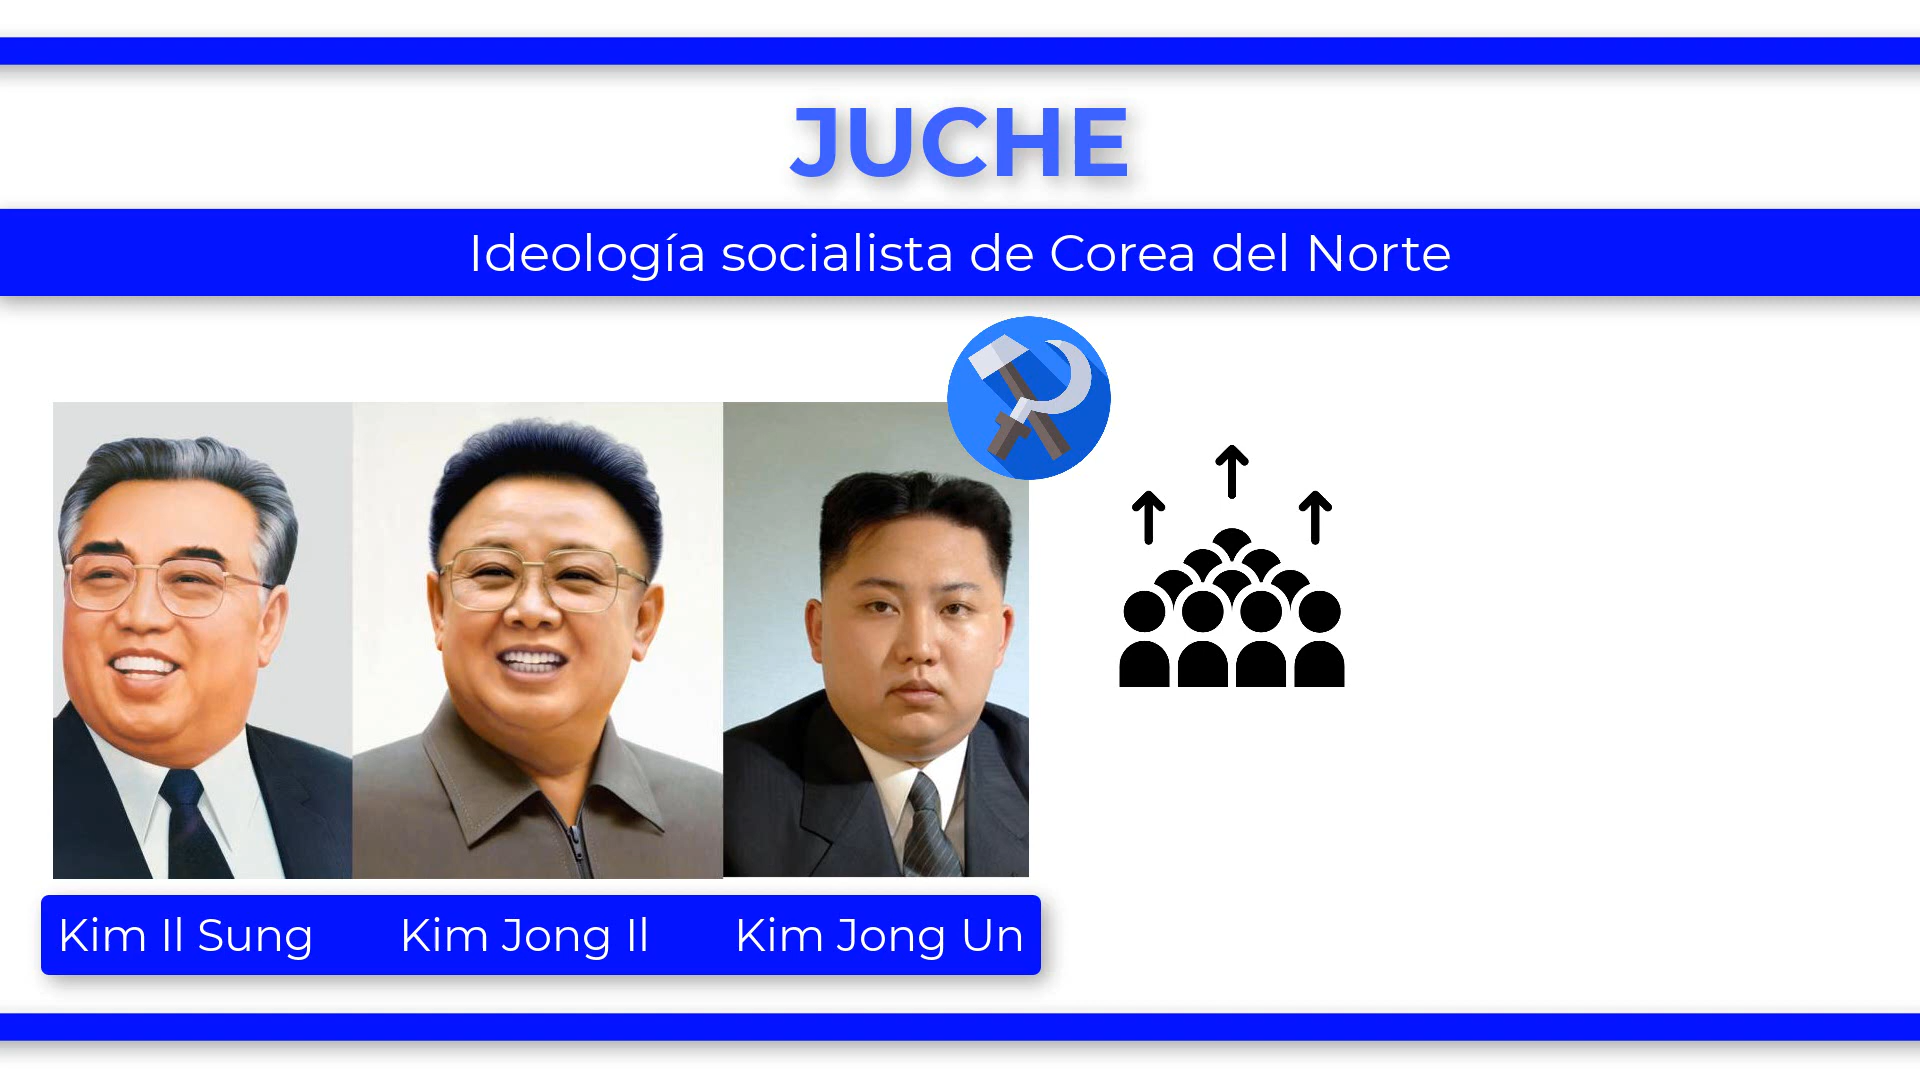 JUCHE
Ideología socialista de Corea del Norte
Kim Il Sung Kim Jong Il Kim Jong Un